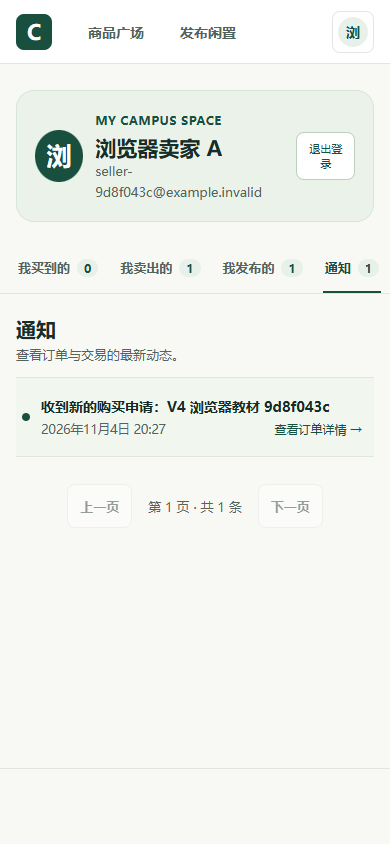 C 商品广场 发布闲置 浏
MY CAMPUS SPACE
浏 浏览器卖家 A
seller-
9d8f043c@example.invalid
退出登
录
我买到的 0 我卖出的 1 我发布的 1 通知 1
通知
查看订单与交易的最新动态。
收到新的购买申请：V4 浏览器教材 9d8f043c
2026年11月4日 20:27 查看订单详情 →
上一页 第 1 页 · 共 1 条 下一页